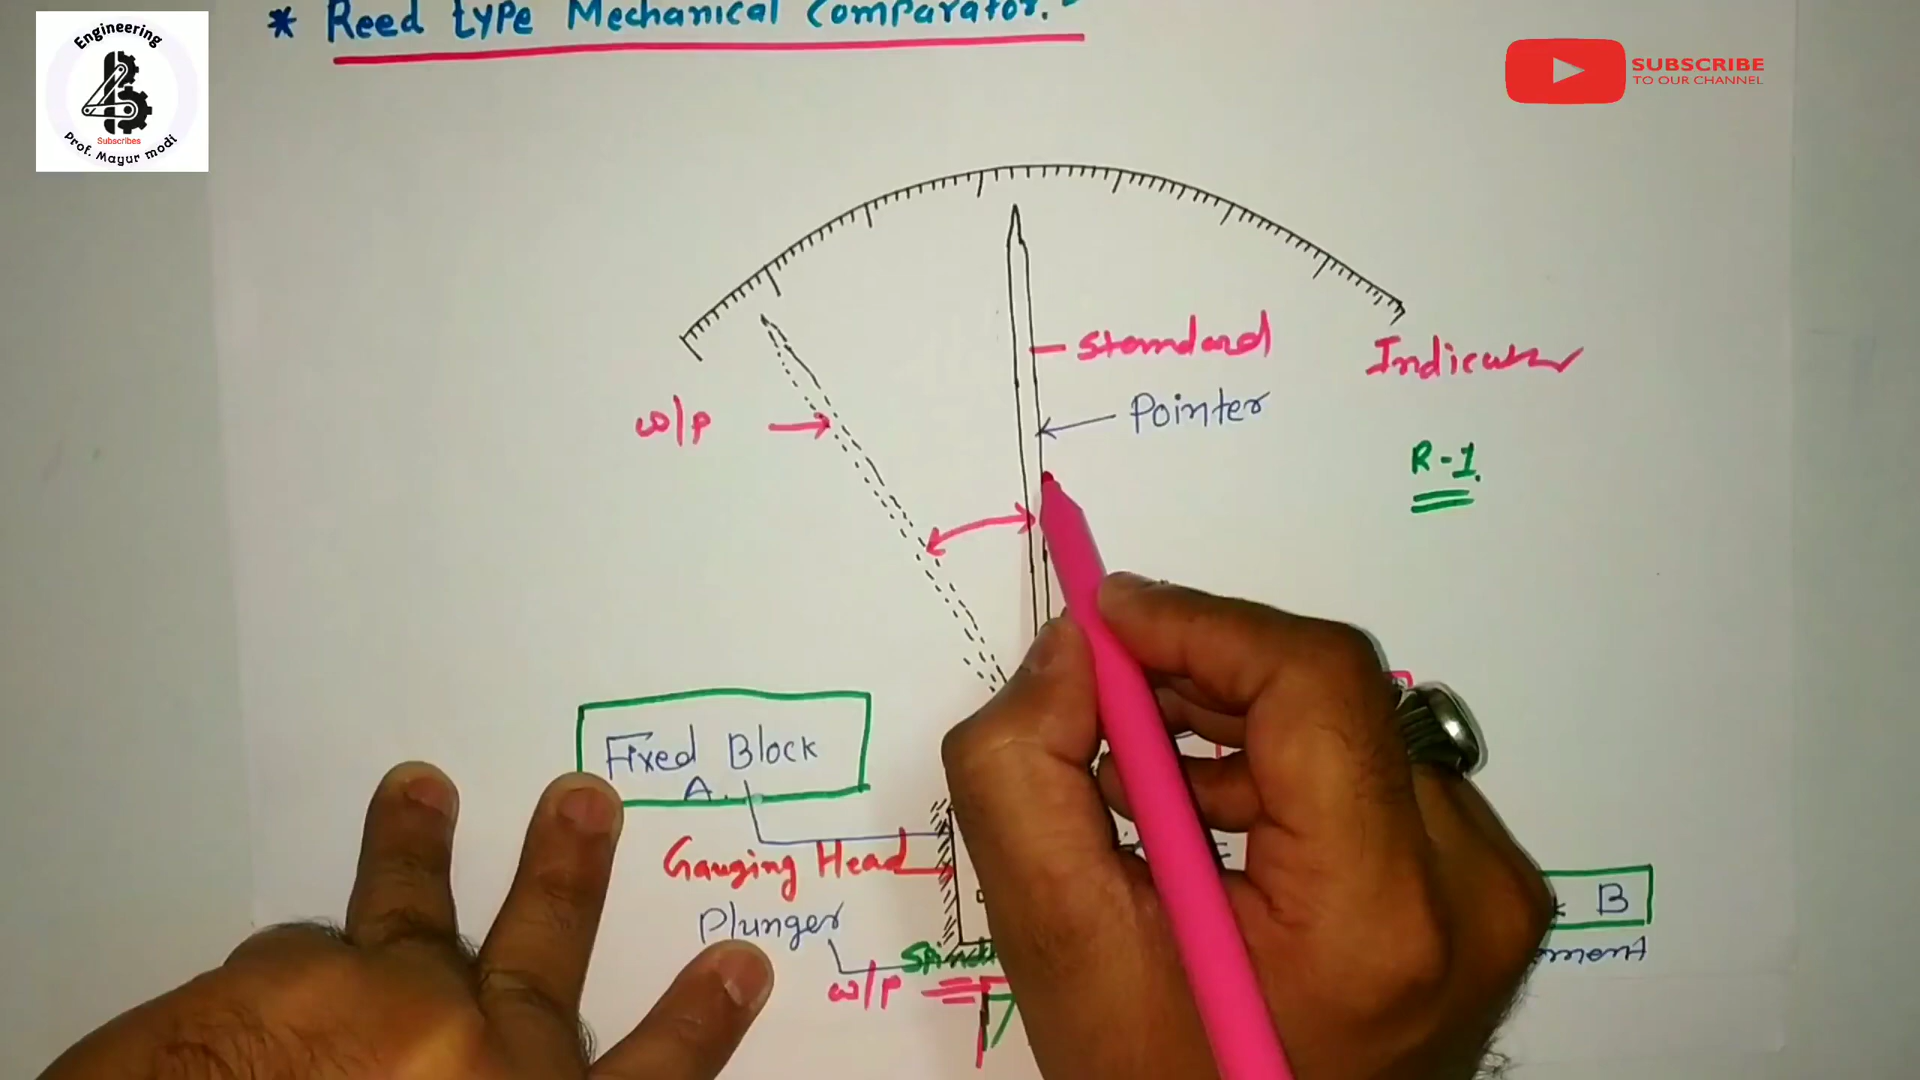 * Reed type Mechanical Comparator.
Engineering
Subscribes
Prof. Mayur modi
SUBSCRIBE
TO OUR CHANNEL
Standard
Indicator
w/p
Pointer
R-1.
Fixed Block
A.
Gauging Head
Plunger
B
w/p